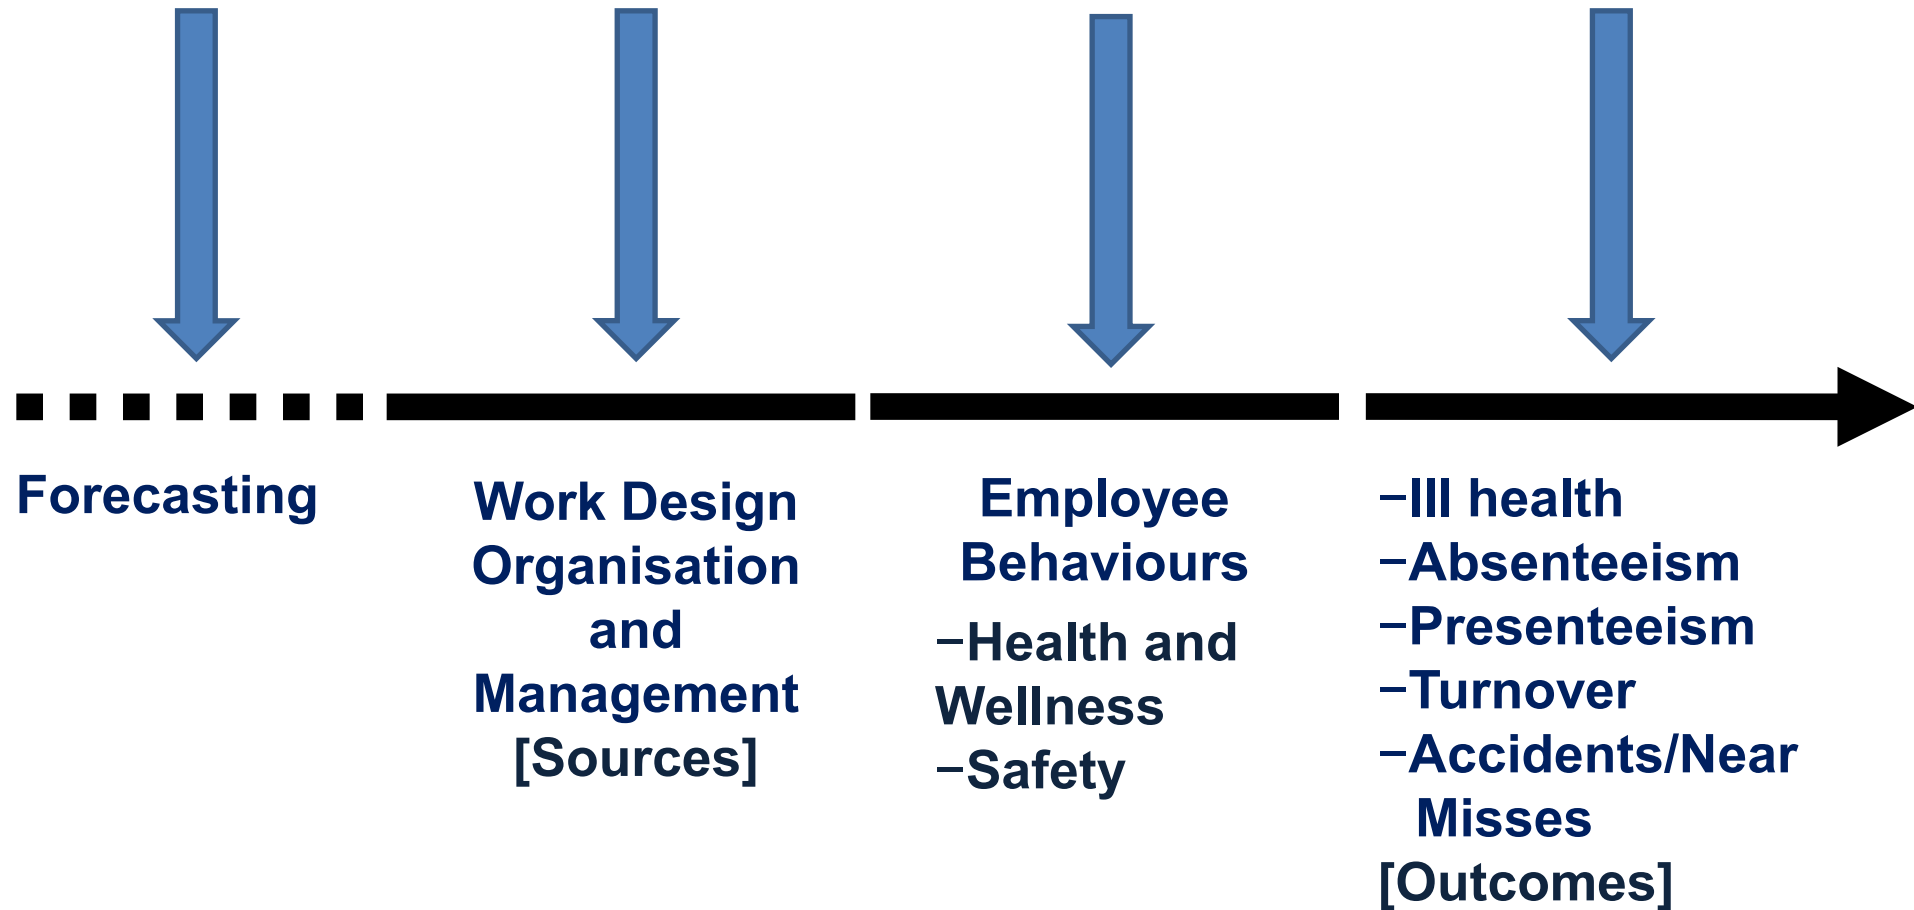 Forecasting
Work Design
Organisation
and
Management
[Sources]
Employee
Behaviours
–Health and
Wellness
–Safety
–Ill health
–Absenteeism
–Presenteeism
–Turnover
–Accidents/Near
Misses
[Outcomes]